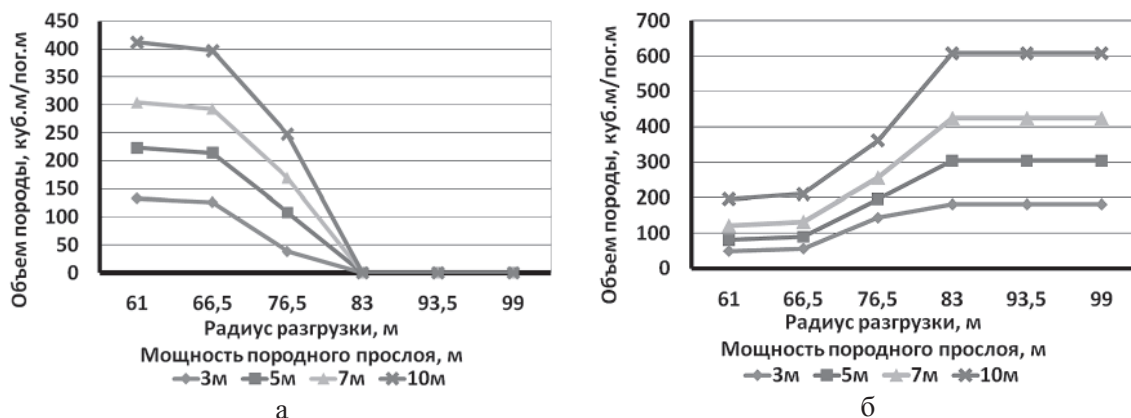 Объем породы, куб.м/пог.м
450
400
350
300
250
200
150
100
50
0
61 66,5 76,5 83 93,5 99
Радиус разгрузки, м
Мощность породного прослоя, м
3м 5м 7м 10м
а
Объем породы, куб.м/пог.м
700
600
500
400
300
200
100
0
61 66,5 76,5 83 93,5 99
Радиус разгрузки, м
Мощность породного прослоя, м
3м 5м 7м 10м
б